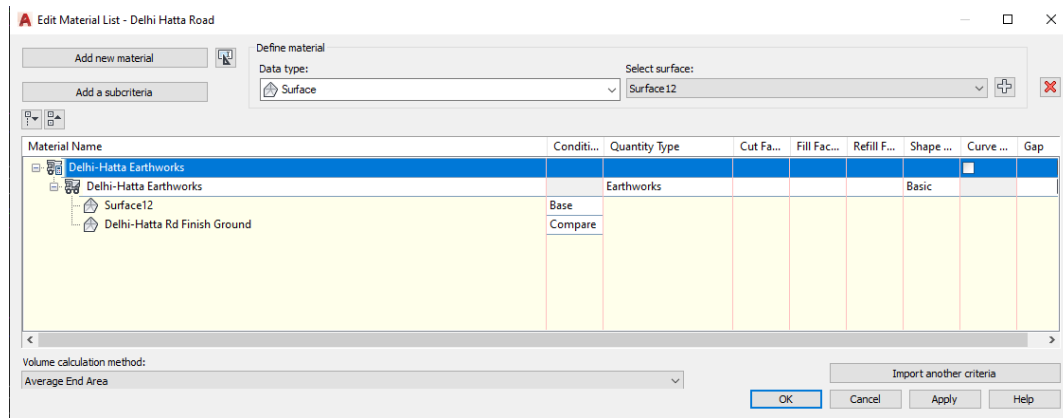 Edit Material List - Delhi Hatta Road
Add new material
Define material
Data type:
Select surface:
Surface
Surface12
Add a subcriteria
Material Name Conditi... Quantity Type Cut Fa... Fill Fac... Refill F... Shape ... Curve ... Gap
Delhi-Hatta Earthworks
Delhi-Hatta Earthworks Earthworks Basic
Surface12 Base
Delhi-Hatta Rd Finish Ground Compare
Volume calculation method:
Average End Area
Import another criteria
OK Cancel Apply Help